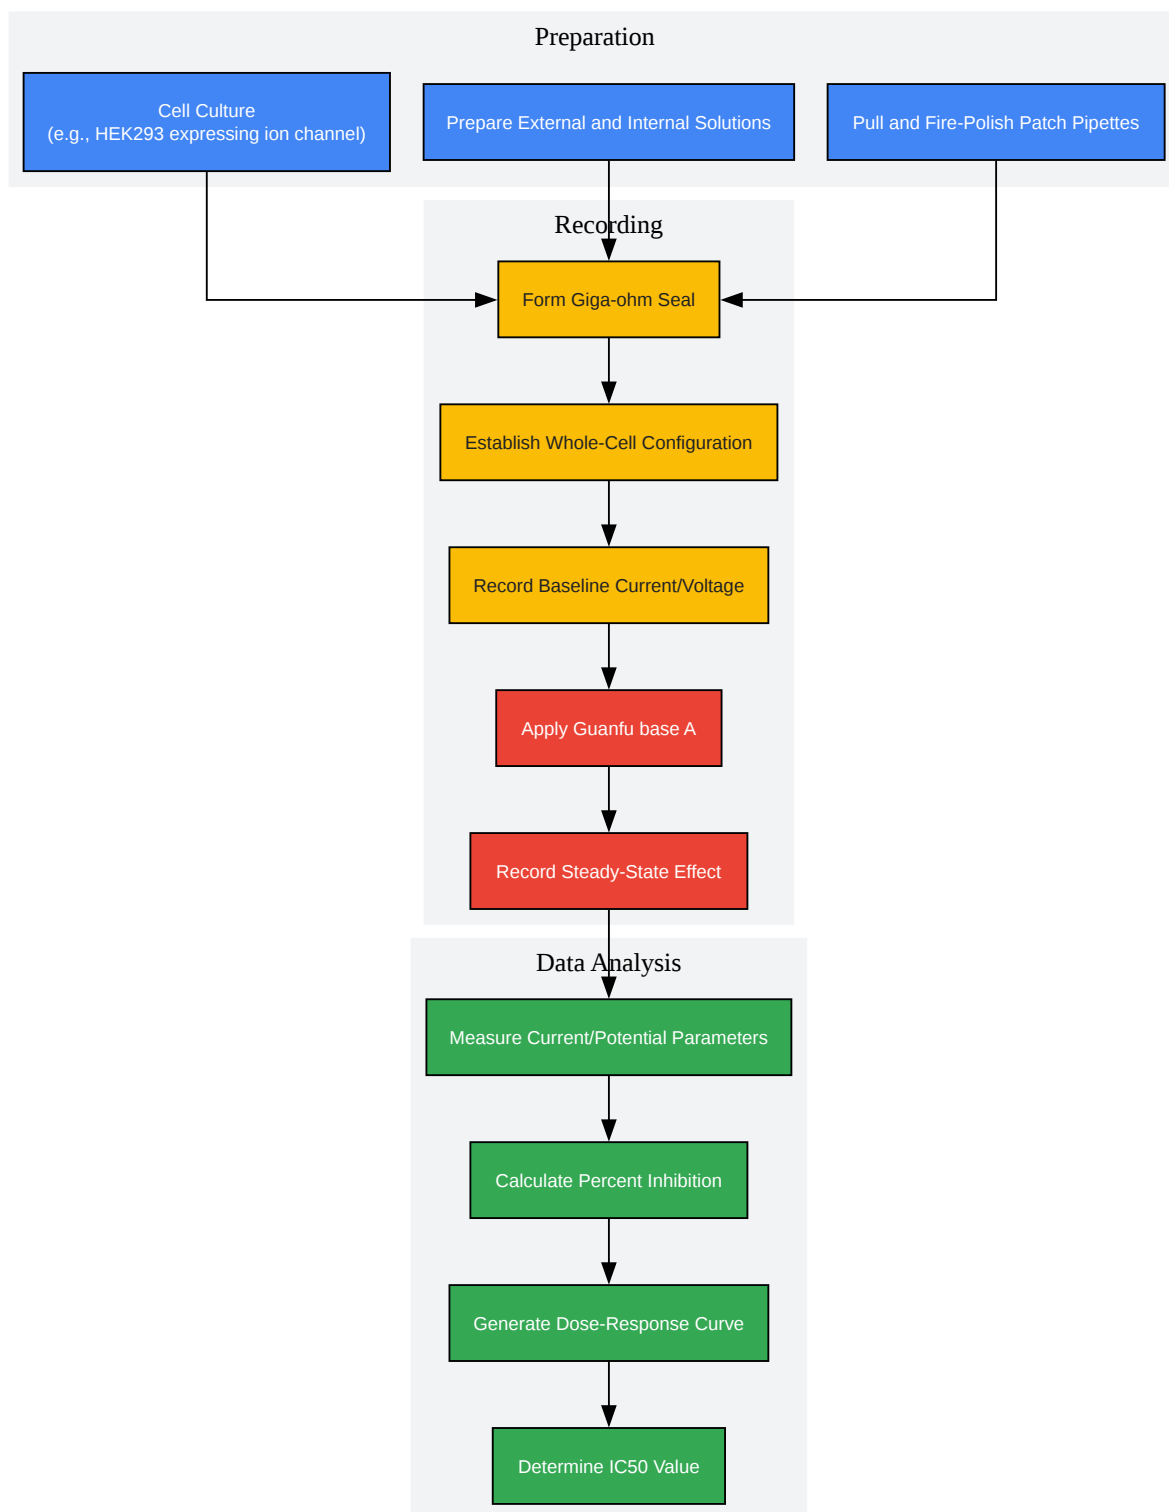 Preparation
Cell Culture
(e.g., HEK293 expressing ion channel)
Prepare External and Internal Solutions
Pull and Fire-Polish Patch Pipettes
Recording
Form Giga-ohm Seal
Establish Whole-Cell Configuration
Record Baseline Current/Voltage
Apply Guanfu base A
Record Steady-State Effect
Data Analysis
Measure Current/Potential Parameters
Calculate Percent Inhibition
Generate Dose-Response Curve
Determine IC50 Value